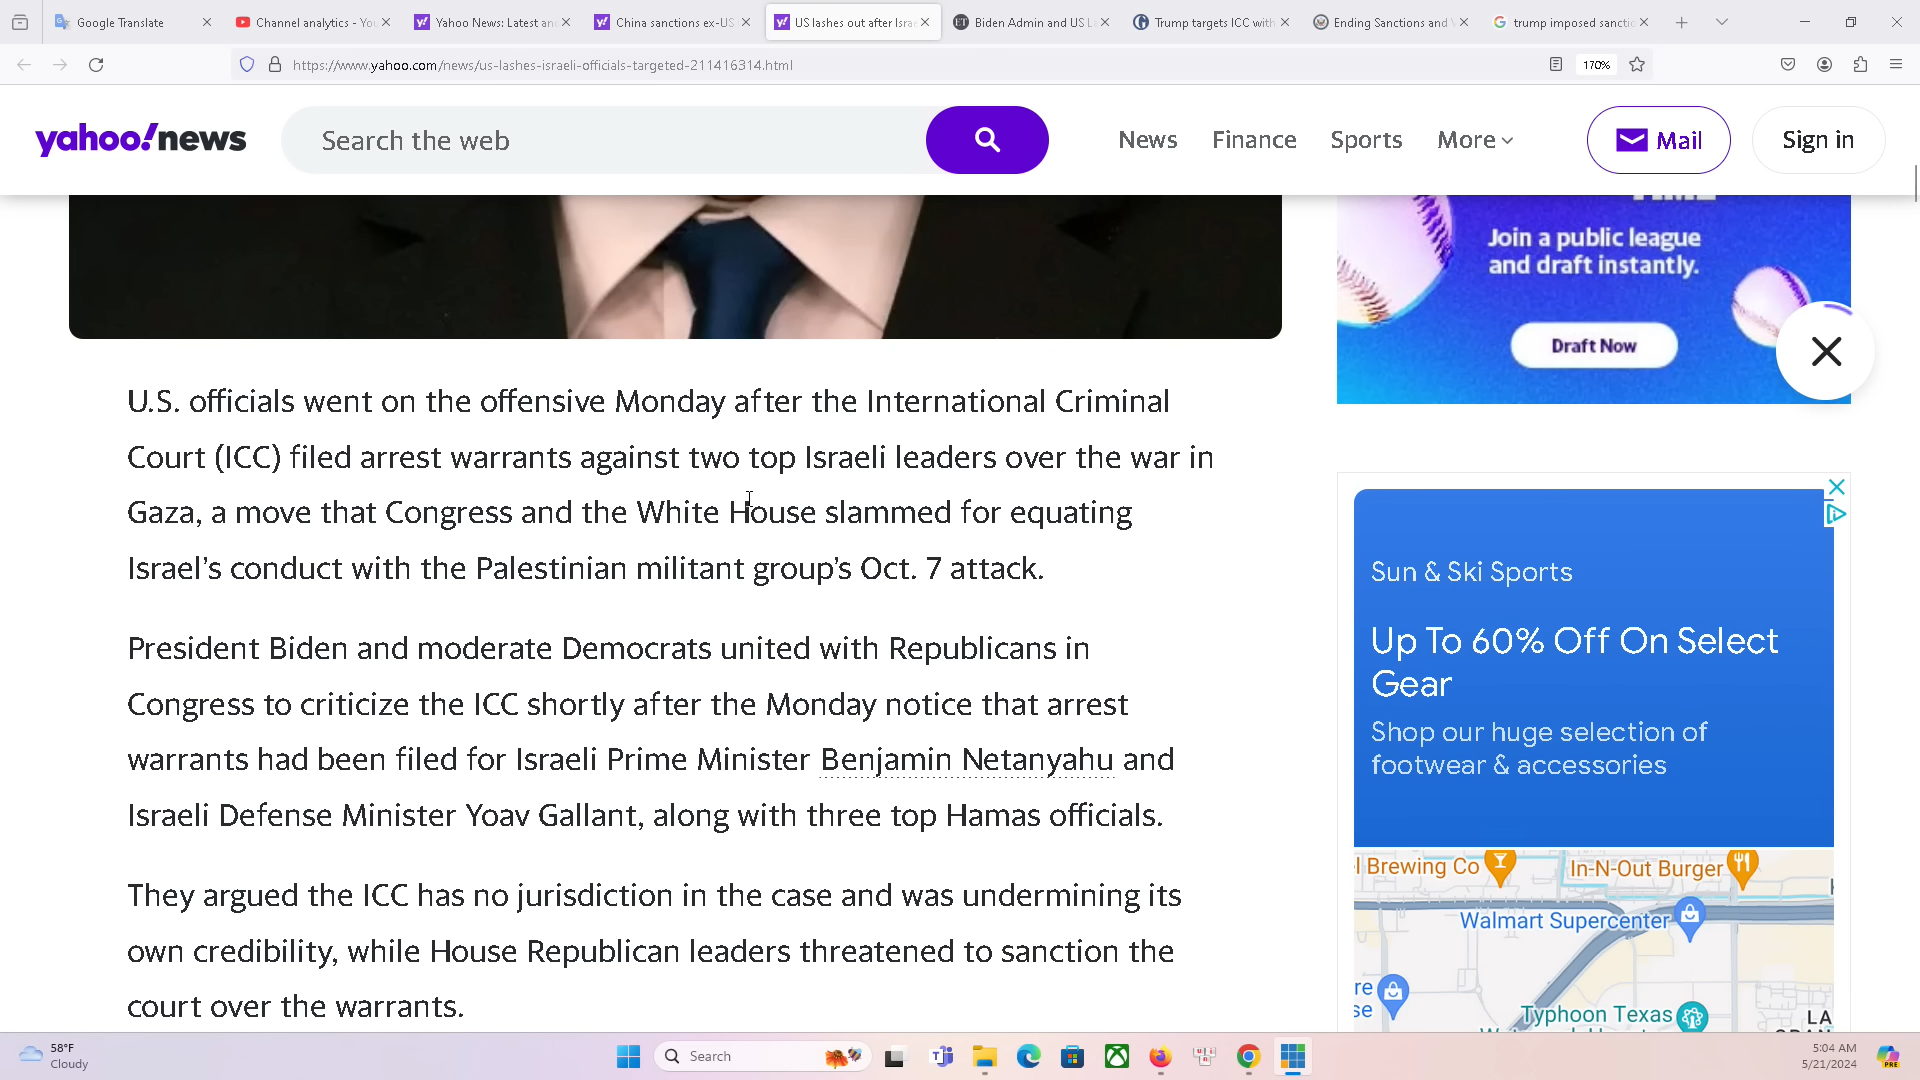 Google Translate
Channel analytics - You
Yahoo News: Latest an
China sanctions ex-US
US lashes out after Isra
Biden Admin and US L
Trump targets ICC with
Ending Sanctions and
trump imposed sancti
https://www.yahoo.com/news/us-lashes-israeli-officials-targeted-211416314.html
170%
yahoo!news
Search the web
News
Finance
Sports
More
Mail
Sign in
Join a public league
and draft instantly.
Draft Now
U.S. officials went on the offensive Monday after the International Criminal
Court (ICC) filed arrest warrants against two top Israeli leaders over the war in
Gaza, a move that Congress and the White House slammed for equating
Israel’s conduct with the Palestinian militant group’s Oct. 7 attack.
President Biden and moderate Democrats united with Republicans in
Congress to criticize the ICC shortly after the Monday notice that arrest
warrants had been filed for Israeli Prime Minister Benjamin Netanyahu and
Israeli Defense Minister Yoav Gallant, along with three top Hamas officials.
They argued the ICC has no jurisdiction in the case and was undermining its
own credibility, while House Republican leaders threatened to sanction the
court over the warrants.
Sun & Ski Sports
Up To 60% Off On Select
Gear
Shop our huge selection of
footwear & accessories
l Brewing Co
In-N-Out Burger
Walmart Supercenter
re
se
Typhoon Texas
LA
58°F
Cloudy
Search
5:04 AM
5/21/2024
PRE